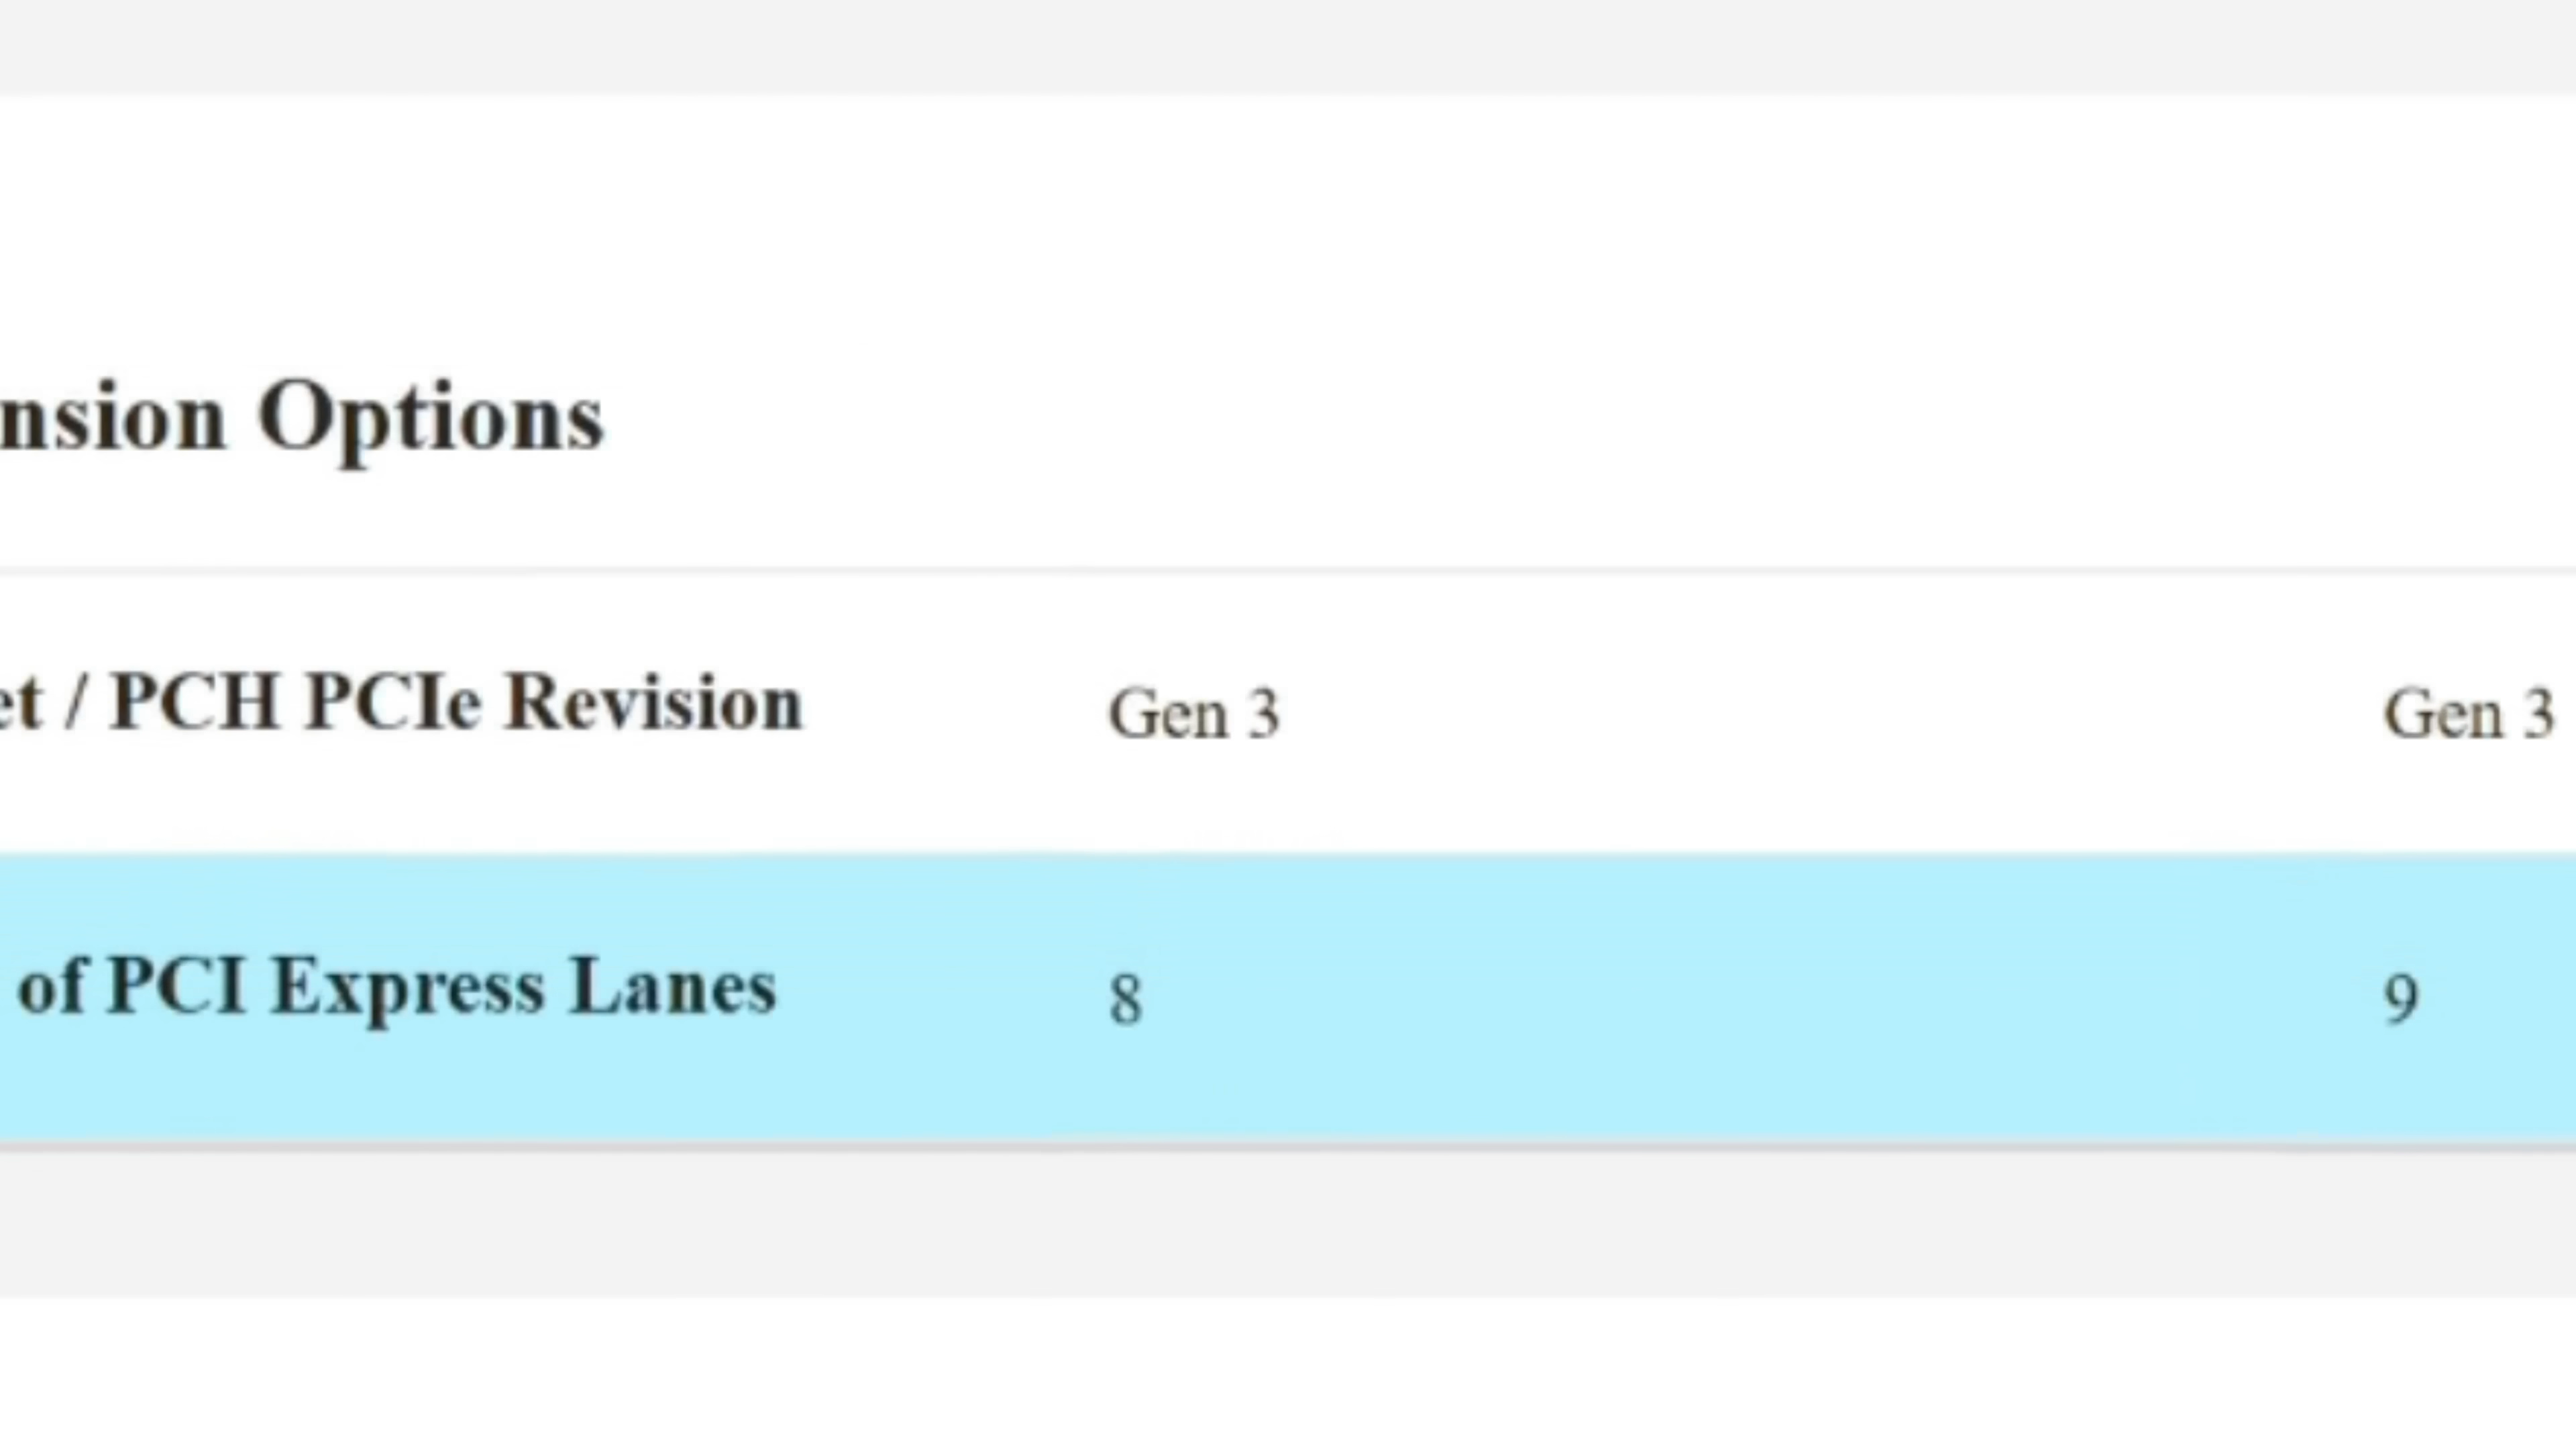 nsion Options
et / PCH PCIe Revision Gen 3 Gen 3
of PCI Express Lanes 8 9